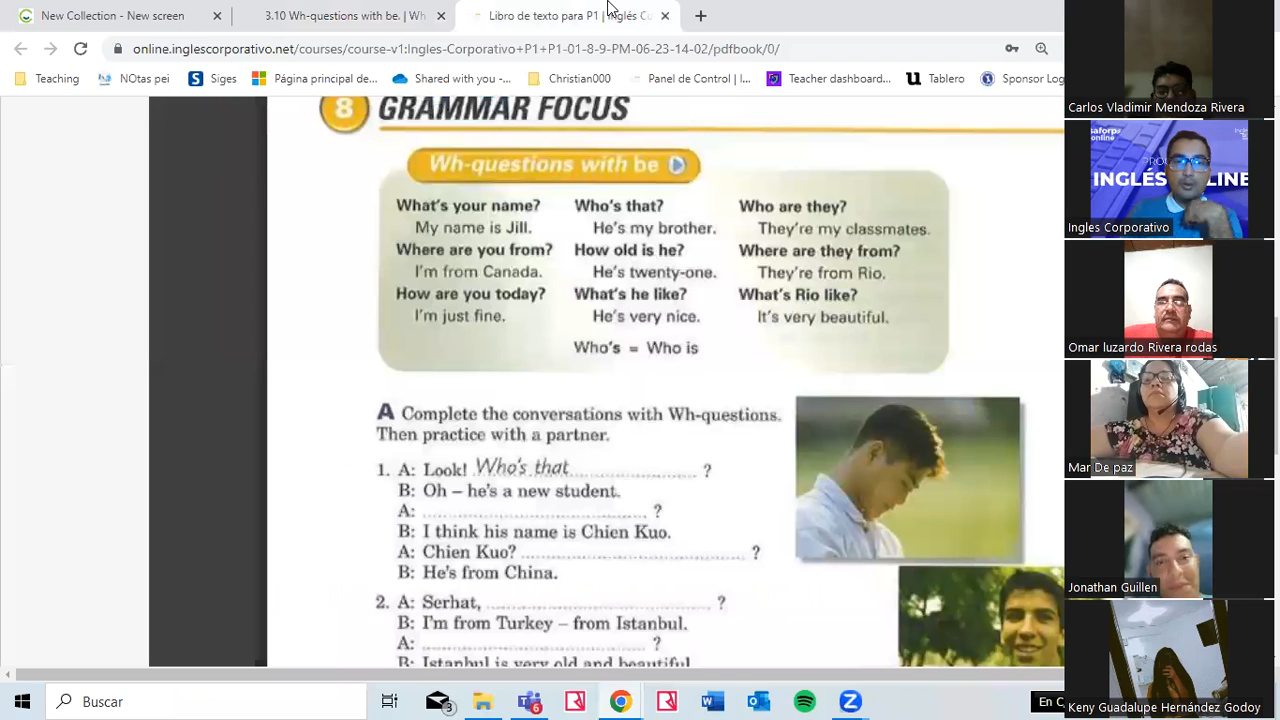 New Collection - New screen
3.10 Wh-questions with be. | Wh
Libro de texto para P1 | Inglés Co
online.inglescorporativo.net/courses/course-v1:Ingles-Corporativo+P1+P1-01-8-9-PM-06-23-14-02/pdfbook/0/
Teaching
NOtas pei
Siges
Página principal de...
Shared with you -...
Christian000
Panel de Control | I...
Teacher dashboard...
Tablero
Sponsor Log
8 GRAMMAR FOCUS
Wh-questions with be
What's your name?
My name is Jill.
Where are you from?
I'm from Canada.
How are you today?
I'm just fine.
Who's that?
He's my brother.
How old is he?
He's twenty-one.
What's he like?
He's very nice.
Who's = Who is
Who are they?
They're my classmates.
Where are they from?
They're from Rio.
What's Rio like?
It's very beautiful.
A Complete the conversations with Wh-questions.
Then practice with a partner.
1. A: Look! Who's that ?
B: Oh – he's a new student.
A: ?
B: I think his name is Chien Kuo.
A: Chien Kuo? ?
B: He's from China.
2. A: Serhat, ?
B: I'm from Turkey – from Istanbul.
A: ?
B: Istanbul is very old and beautiful
Carlos Vladimir Mendoza Rivera
INGLÉS LINE
Ingles Corporativo
Omar luzardo Rivera rodas
Mar De paz
Jonathan Guillen
Keny Guadalupe Hernández Godoy
Buscar
3
6
En C